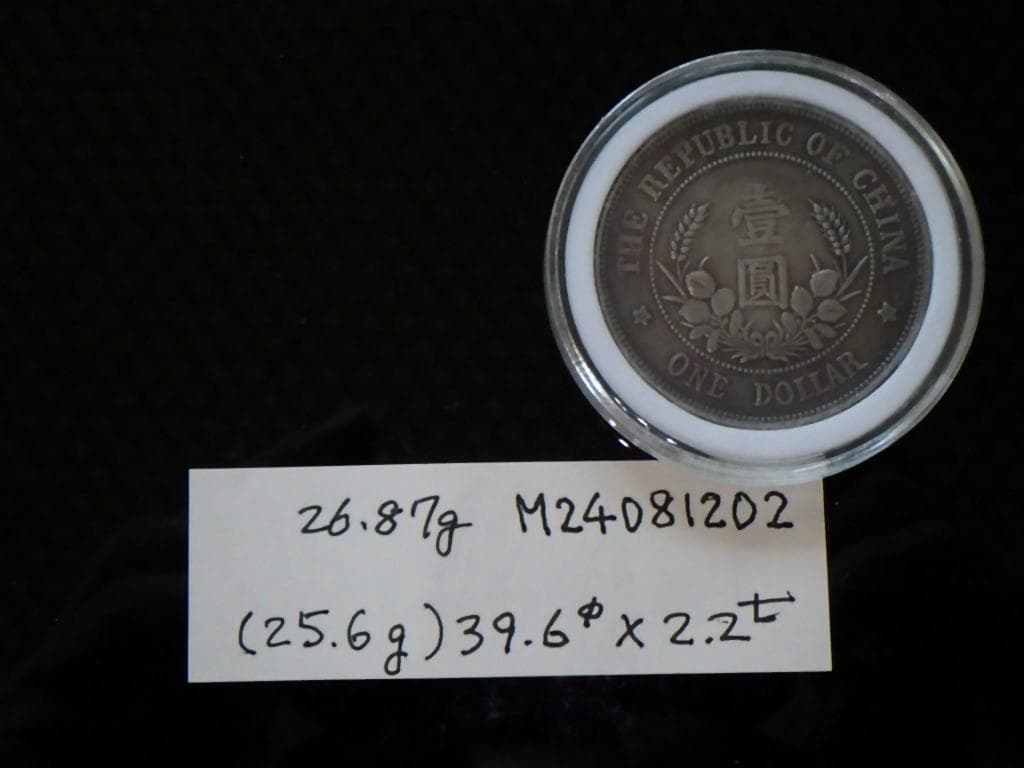 THE REPUBLIC OF CHINA
壹
圓
ONE DOLLAR
26.87g M24081202
(25.6g) 39.6φ x 2.2t